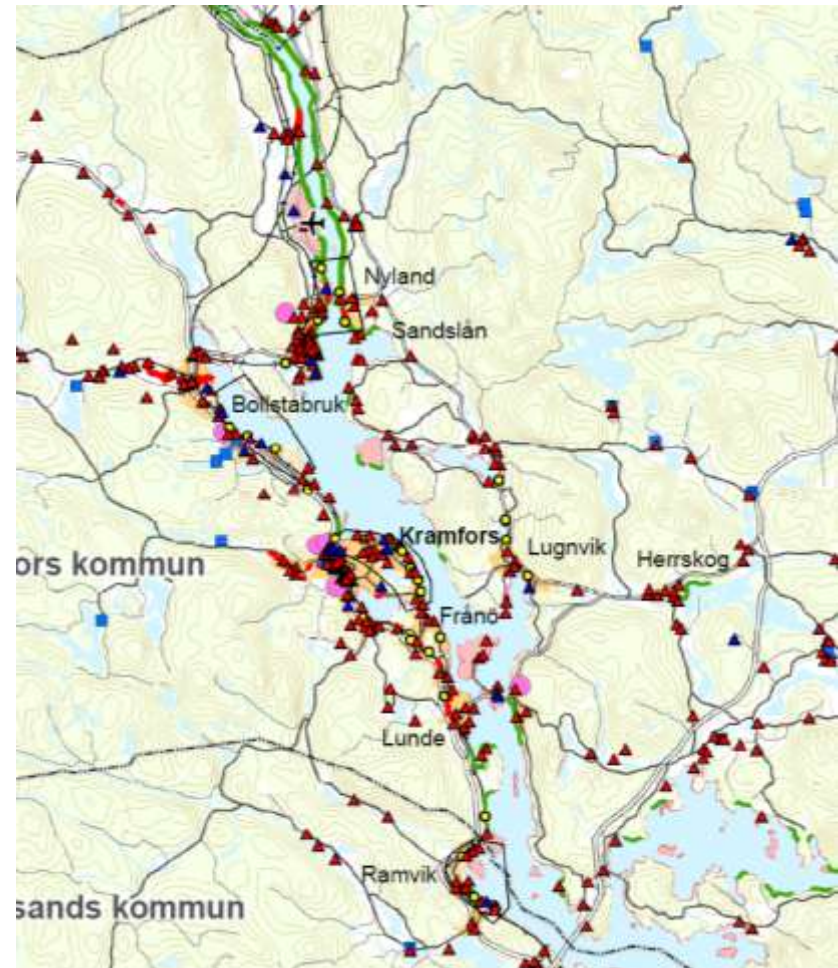 Nyland
Sandslån
Bollstabruk
Kramfors
Lugnvik
Herrskog
ors kommun
Frånö
Lunde
Ramvik
sands kommun